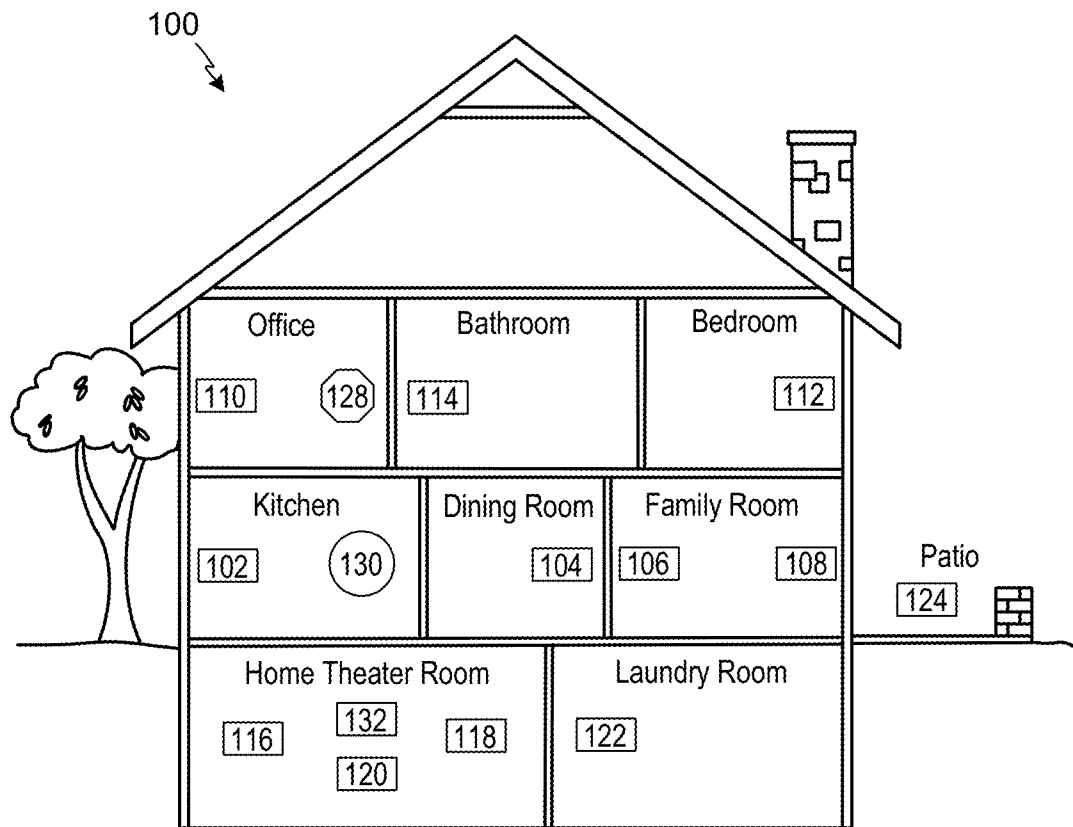 100
Office
Bathroom
Bedroom
110
128
114
112
Kitchen
Dining Room
Family Room
102
130
104
106
108
Patio
124
Home Theater Room
Laundry Room
116
132
118
120
122